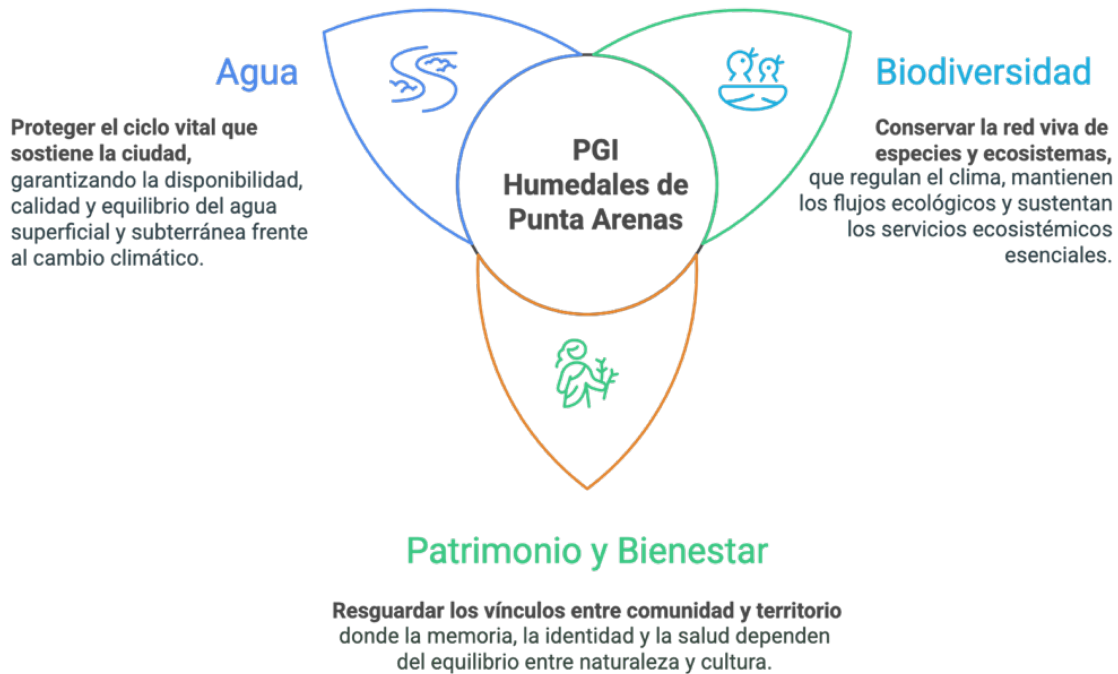 Agua
Proteger el ciclo vital que
sostiene la ciudad,
garantizando la disponibilidad,
calidad y equilibrio del agua
superficial y subterránea frente
al cambio climático.
PGI
Humedales de
Punta Arenas
Biodiversidad
Conservar la red viva de
especies y ecosistemas,
que regulan el clima, mantienen
los flujos ecológicos y sustentan
los servicios ecosistémicos
esenciales.
Patrimonio y Bienestar
Resguardar los vínculos entre comunidad y territorio
donde la memoria, la identidad y la salud dependen
del equilibrio entre naturaleza y cultura.